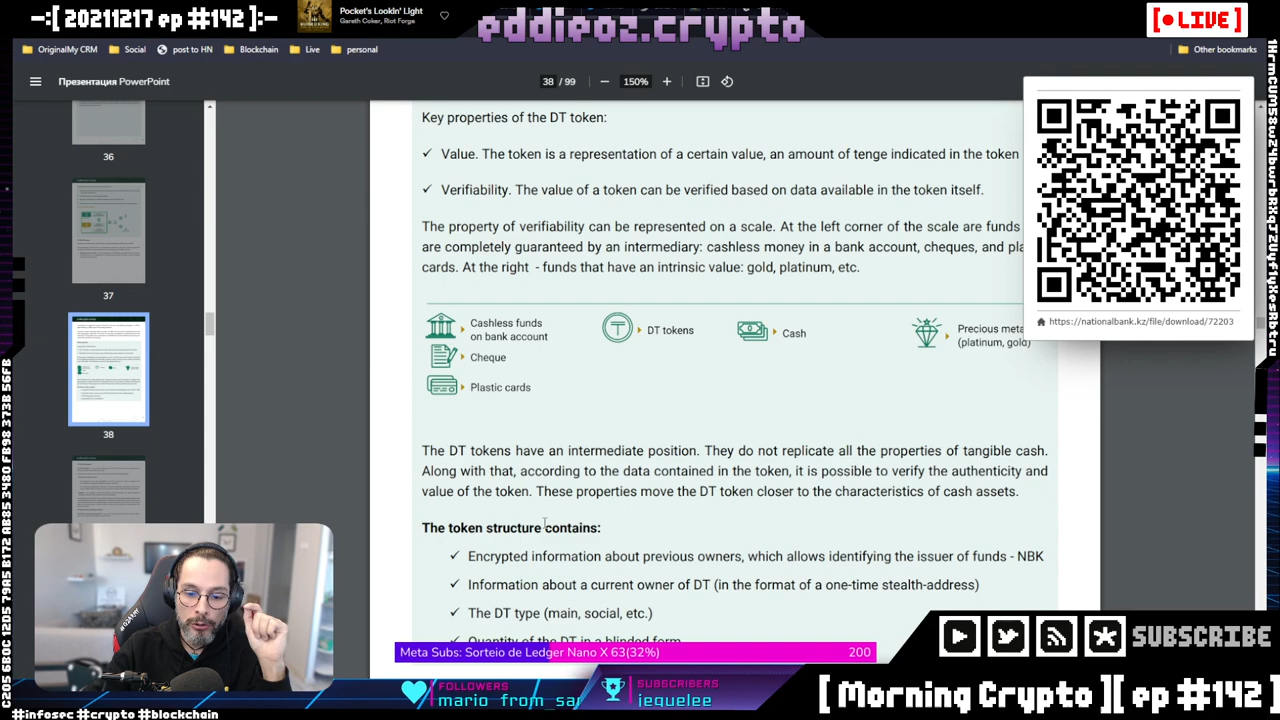 -:[ 20211217 ep #142 ]:-
Pocket's Lookin' Light
Gareth Coker, Riot Forge
eddieoz.crypto
[● LIVE]
OriginalMy CRM
Social
post to HN
Blockchain
Live
personal
Other bookmarks
Презентация PowerPoint
38 / 99
150%
36
37
38
Key properties of the DT token:
✓ Value. The token is a representation of a certain value, an amount of tenge indicated in the token
✓ Verifiability. The value of a token can be verified based on data available in the token itself.
The property of verifiability can be represented on a scale. At the left corner of the scale are funds
are completely guaranteed by an intermediary: cashless money in a bank account, cheques, and pla
cards. At the right - funds that have an intrinsic value: gold, platinum, etc.
https://nationalbank.kz/file/download/72203
Cashless funds
on bank account
Cheque
Plastic cards
DT tokens
Cash
Precious meta
(platinum, gold)
The DT tokens have an intermediate position. They do not replicate all the properties of tangible cash.
Along with that, according to the data contained in the token, it is possible to verify the authenticity and
value of the token. These properties move the DT token closer to the characteristics of cash assets.
The token structure contains:
✓ Encrypted information about previous owners, which allows identifying the issuer of funds - NBK
✓ Information about a current owner of DT (in the format of a one-time stealth-address)
✓ The DT type (main, social, etc.)
✓ Quantity of the DT in a blinded form
Meta Subs: Sorteio de Ledger Nano X 63(32%)
200
SUBSCRIBE
FOLLOWERS
mario_from_sar
SUBSCRIBERS
ieguelee
[ Morning Crypto ][ ep #142 ]
#infosec #crypto #blockchain